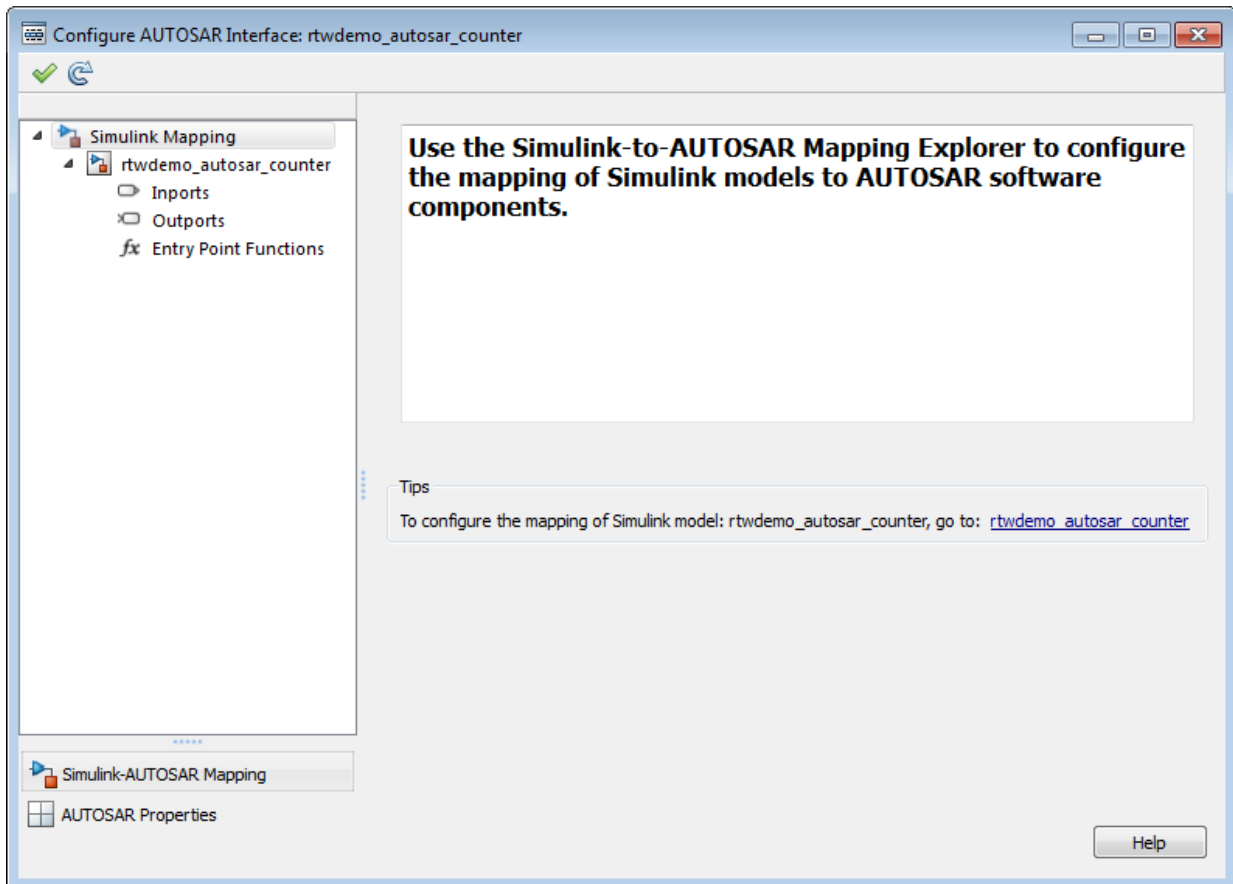 Configure AUTOSAR Interface: rtwdemo_autosar_counter
Simulink Mapping
rtwdemo_autosar_counter
Inports
Outports
fx Entry Point Functions
Use the Simulink-to-AUTOSAR Mapping Explorer to configure
the mapping of Simulink models to AUTOSAR software
components.
Tips
To configure the mapping of Simulink model: rtwdemo_autosar_counter, go to: rtwdemo_autosar_counter
Simulink-AUTOSAR Mapping
AUTOSAR Properties
Help